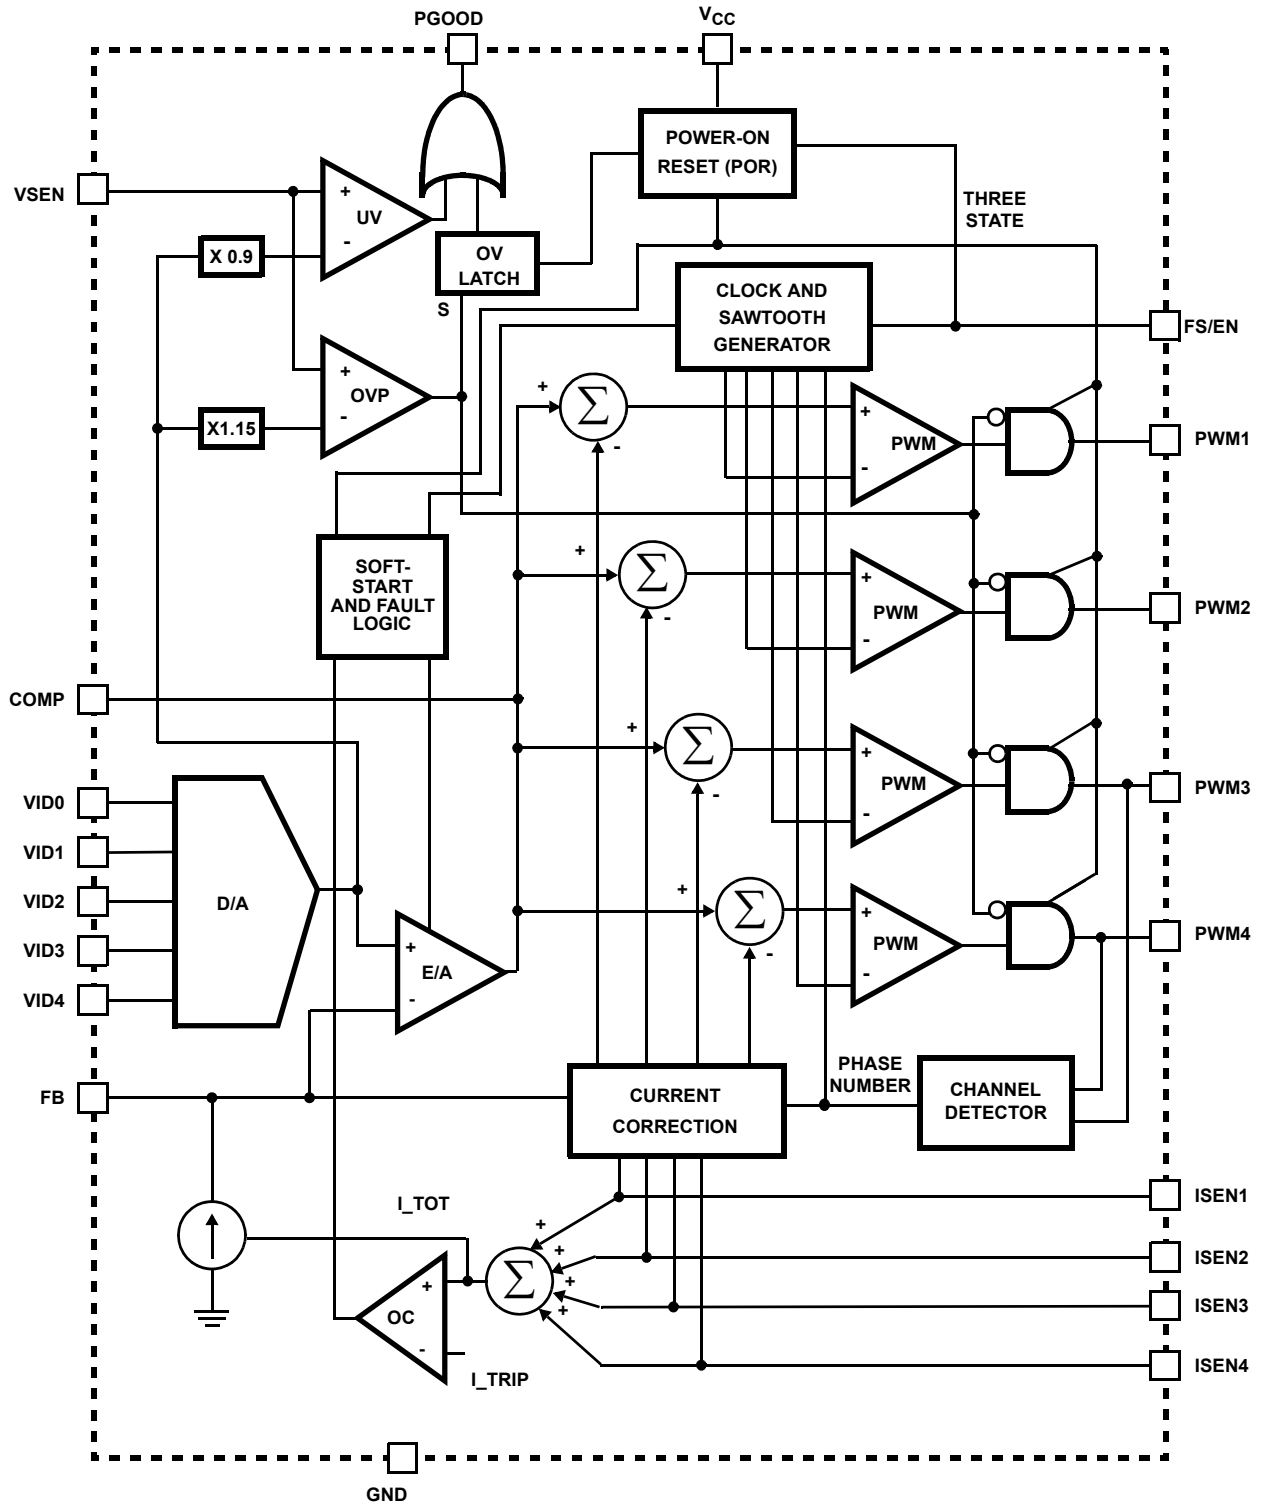 PGOOD
VCC
POWER-ON
RESET (POR)
VSEN
+
UV
-
THREE
STATE
X 0.9
OV
LATCH
S
CLOCK AND
SAWTOOTH
GENERATOR
FS/EN
+
OVP
-
X1.15
+
Σ
-
+
PWM
-
PWM1
SOFT-
START
AND FAULT
LOGIC
+
Σ
-
+
PWM
-
PWM2
COMP
+
Σ
-
+
PWM
-
PWM3
VID0
VID1
VID2
VID3
VID4
D/A
+
E/A
-
+
Σ
-
+
PWM
-
PWM4
FB
CURRENT
CORRECTION
PHASE
NUMBER
CHANNEL
DETECTOR
I_TOT
+
+
+
+
Σ
ISEN1
ISEN2
ISEN3
ISEN4
+
OC
-
I_TRIP
GND